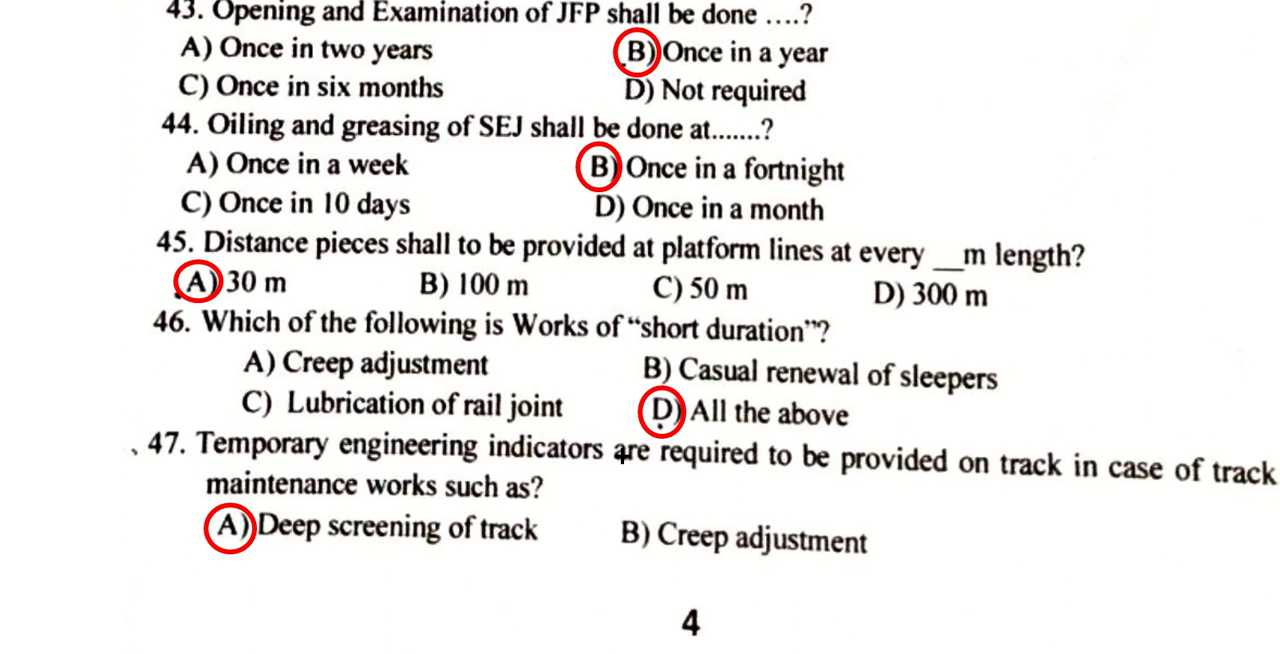 43. Opening and Examination of JFP shall be done ....?
A) Once in two years B) Once in a year
C) Once in six months D) Not required
44. Oiling and greasing of SEJ shall be done at.......?
A) Once in a week B) Once in a fortnight
C) Once in 10 days D) Once in a month
45. Distance pieces shall to be provided at platform lines at every __m length?
A) 30 m B) 100 m C) 50 m D) 300 m
46. Which of the following is Works of “short duration”?
A) Creep adjustment B) Casual renewal of sleepers
C) Lubrication of rail joint D) All the above
47. Temporary engineering indicators are required to be provided on track in case of track
maintenance works such as?
A) Deep screening of track B) Creep adjustment
4